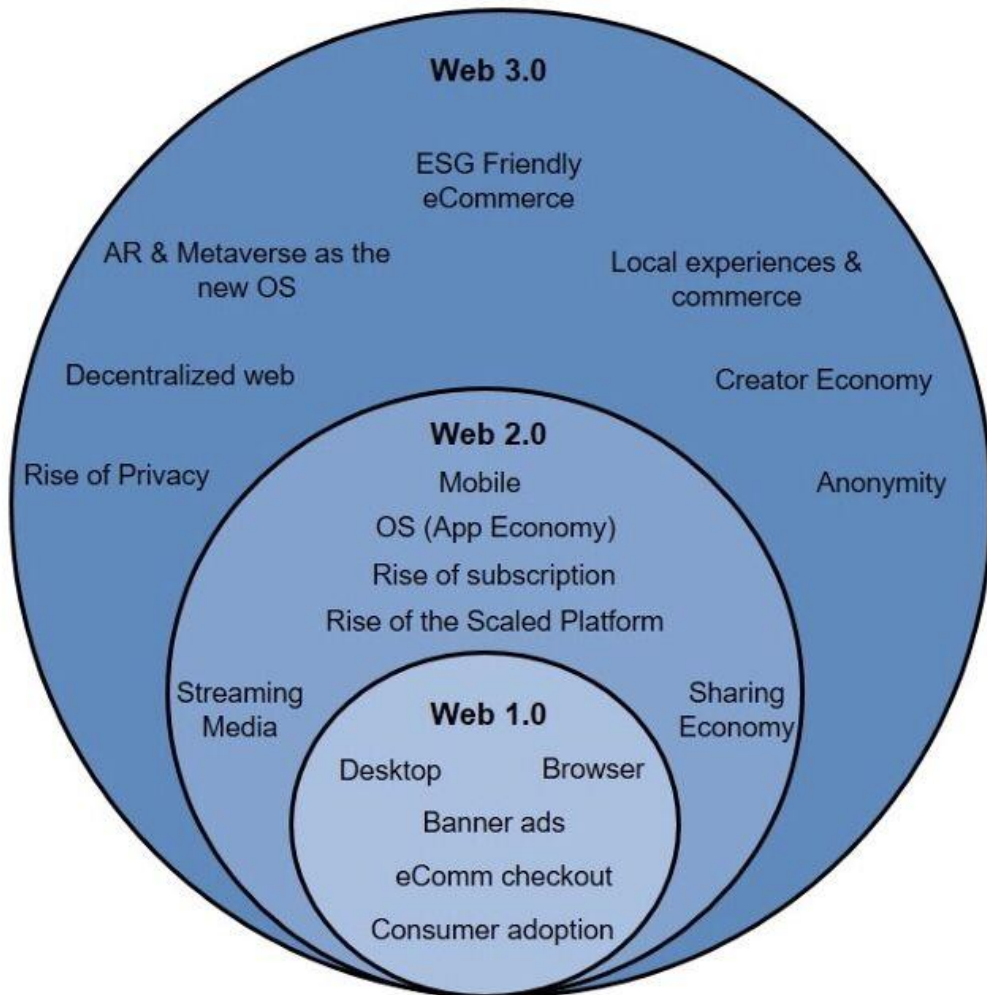 Web 3.0
ESG Friendly
eCommerce
AR & Metaverse as the
new OS
Local experiences &
commerce
Decentralized web
Creator Economy
Rise of Privacy
Anonymity
Web 2.0
Mobile
OS (App Economy)
Rise of subscription
Rise of the Scaled Platform
Streaming
Media
Sharing
Economy
Web 1.0
Desktop
Browser
Banner ads
eComm checkout
Consumer adoption